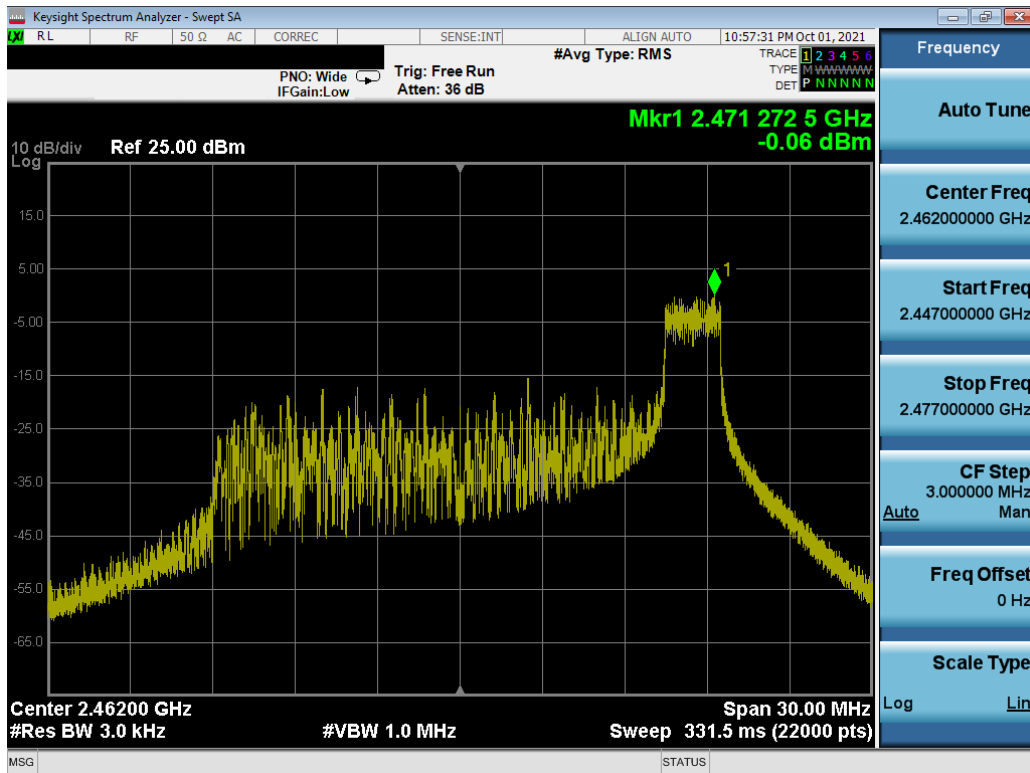 Keysight Spectrum Analyzer - Swept SA
LXI RL RF 50 Ω AC CORREC SENSE:INT ALIGN AUTO 10:57:31 PM Oct 01, 2021
#Avg Type: RMS
TRACE 1 2 3 4 5 6
TYPE M W W W W W
DET P N N N N N
PNO: Wide
IFGain:Low
Trig: Free Run
Atten: 36 dB
Mkr1 2.471 272 5 GHz
-0.06 dBm
10 dB/div
Log
Ref 25.00 dBm
1
15.0
5.00
-5.00
-15.0
-25.0
-35.0
-45.0
-55.0
-65.0
Center 2.46200 GHz
Span 30.00 MHz
#Res BW 3.0 kHz
#VBW 1.0 MHz
Sweep 331.5 ms (22000 pts)
MSG
STATUS
Frequency
Auto Tune
Center Freq
2.462000000 GHz
Start Freq
2.447000000 GHz
Stop Freq
2.477000000 GHz
CF Step
3.000000 MHz
Auto Man
Freq Offset
0 Hz
Scale Type
Log Lin